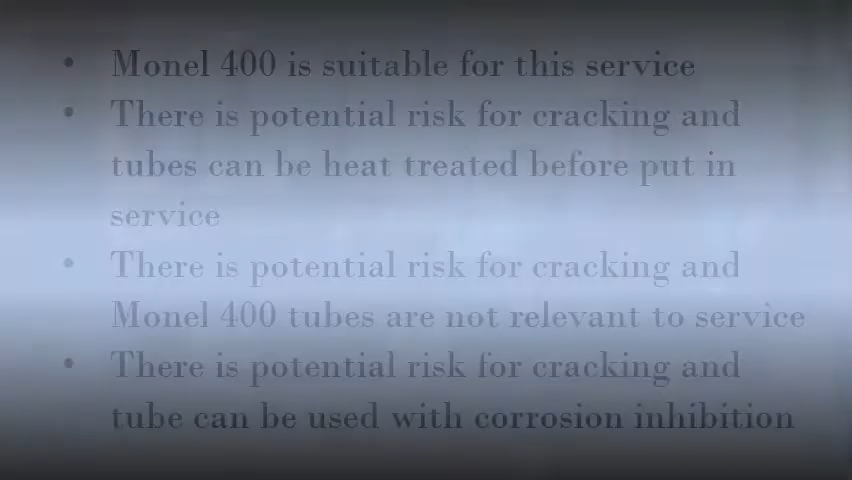 • Monel 400 is suitable for this service
• There is potential risk for cracking and
tubes can be heat treated before put in
service
• There is potential risk for cracking and
Monel 400 tubes are not relevant to service
• There is potential risk for cracking and
tube can be used with corrosion inhibition